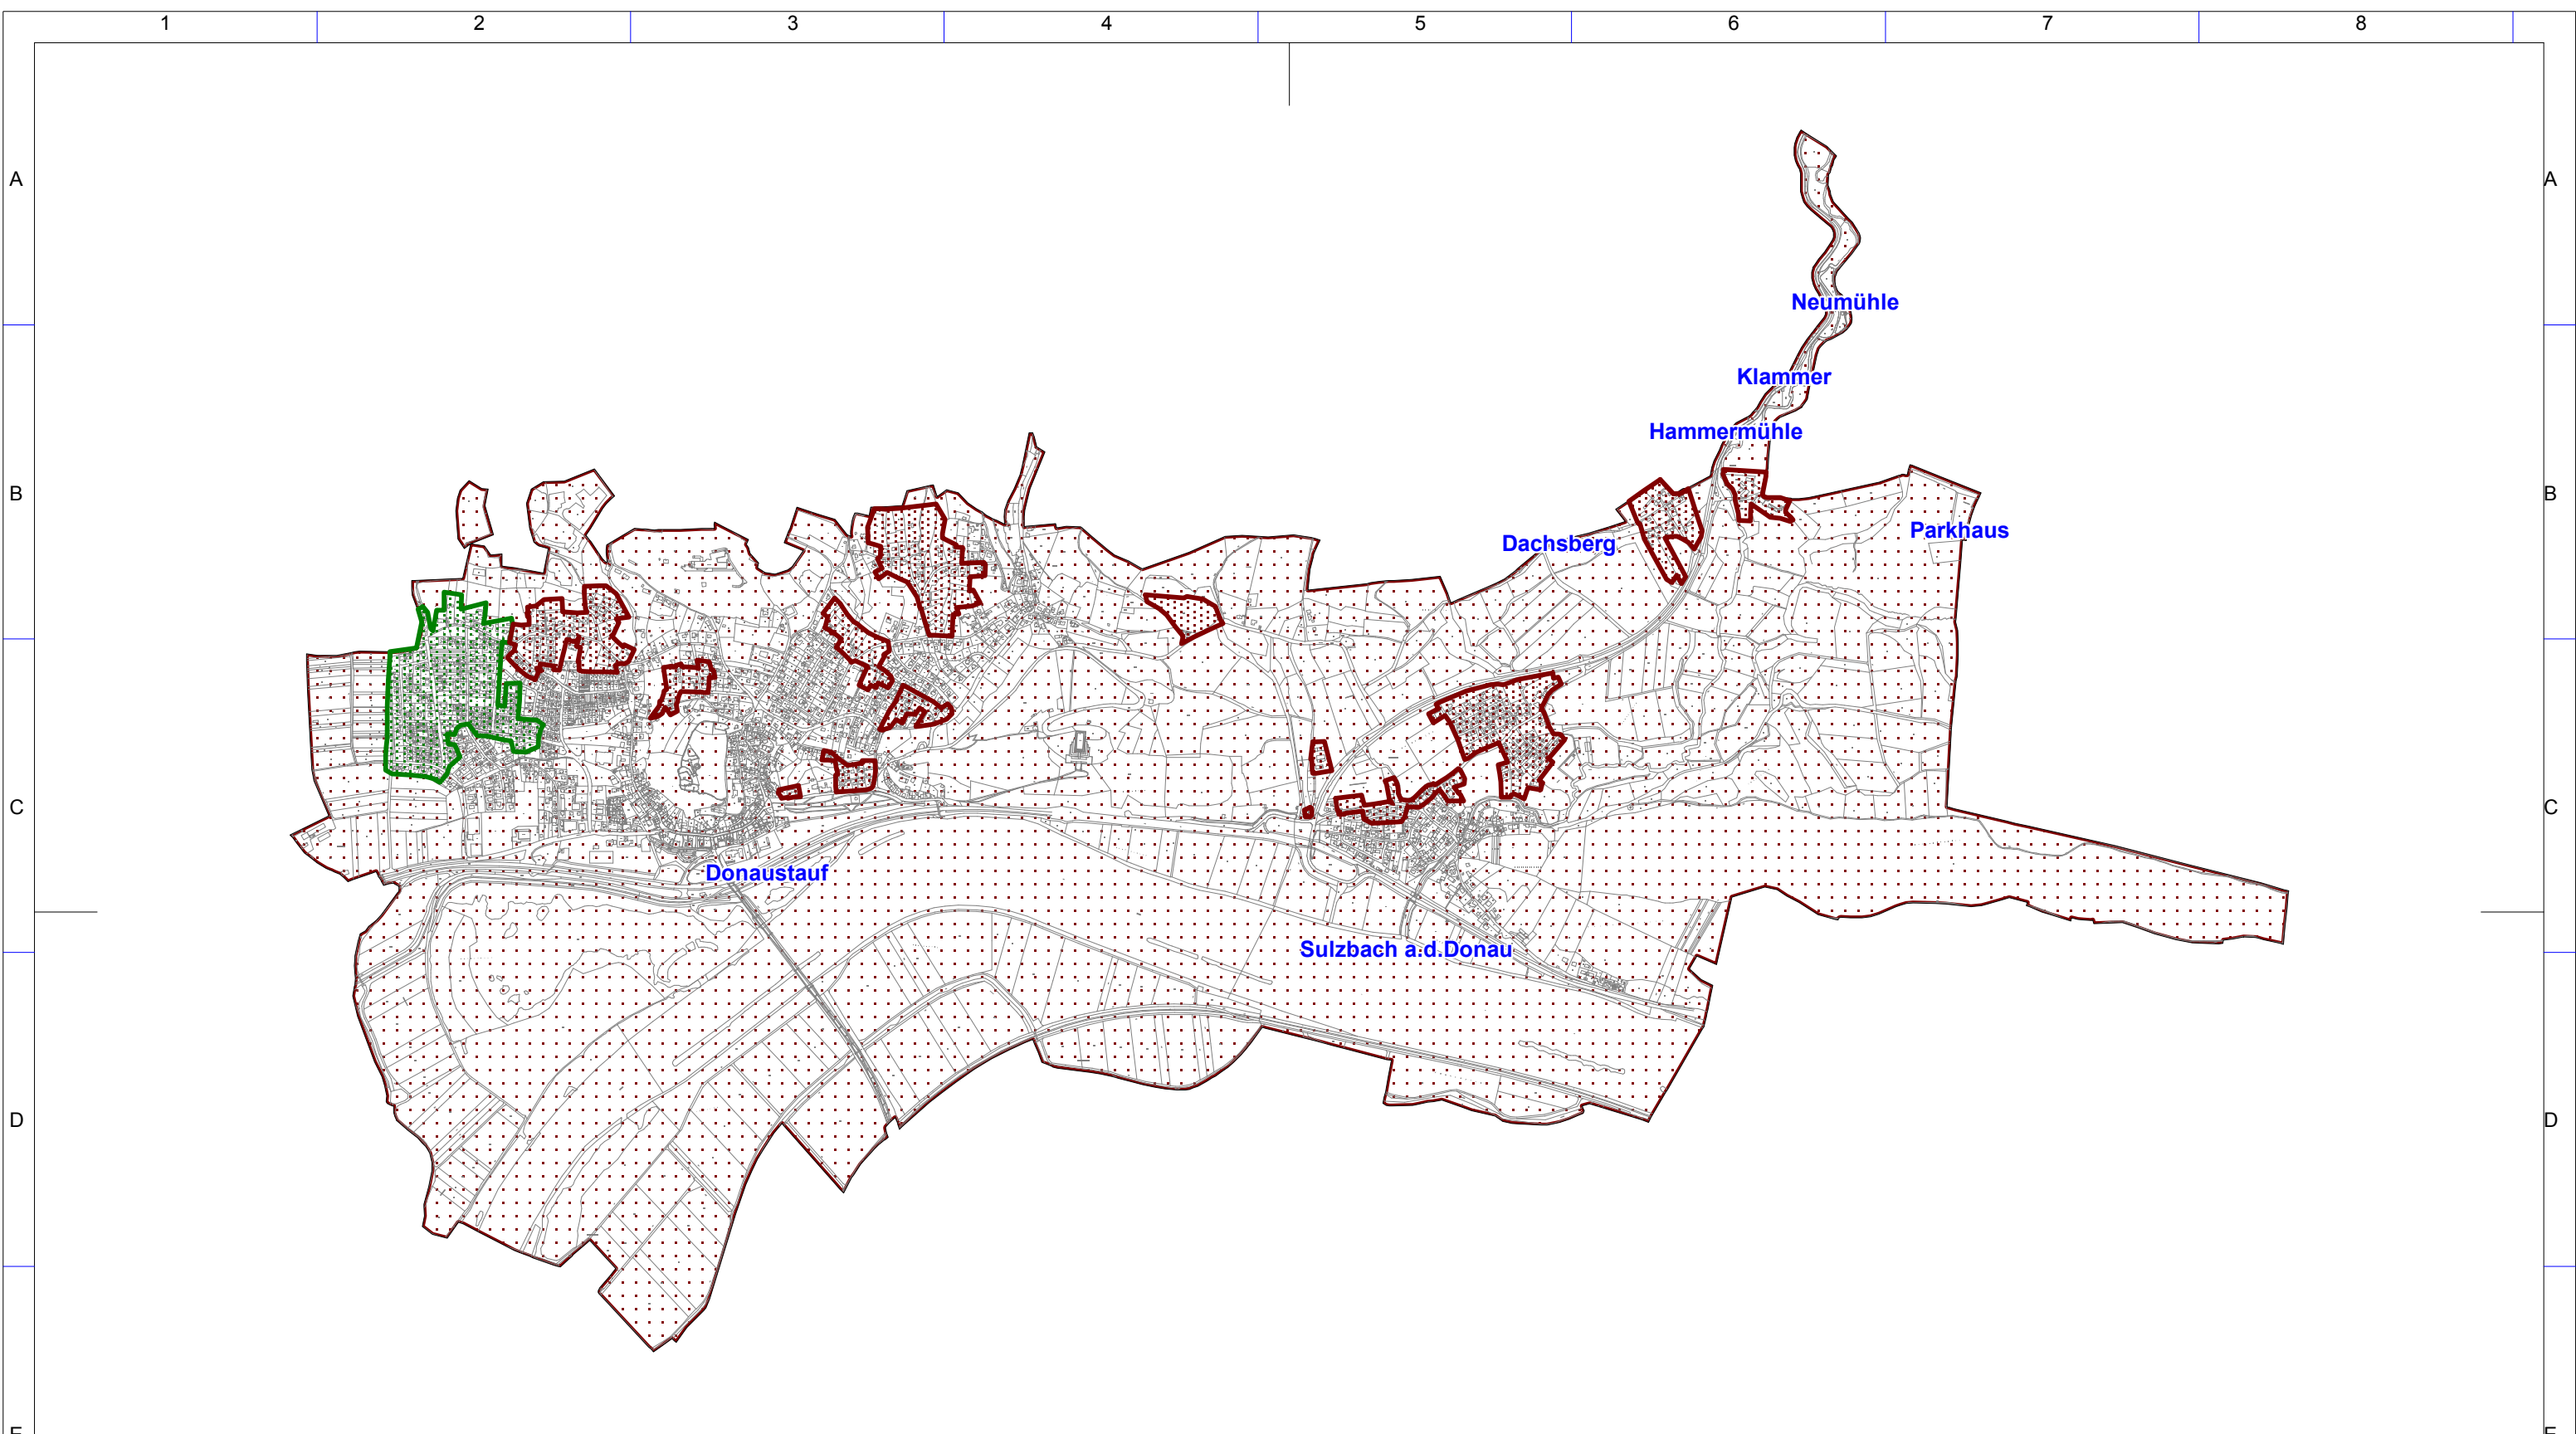 1 2 3 4 5 6 7 8
A A
Neumühle
Klammer
Hammermühle
B B
Parkhaus
Dachsberg
C C
Donaustauf
Sulzbach a.d.Donau
D D